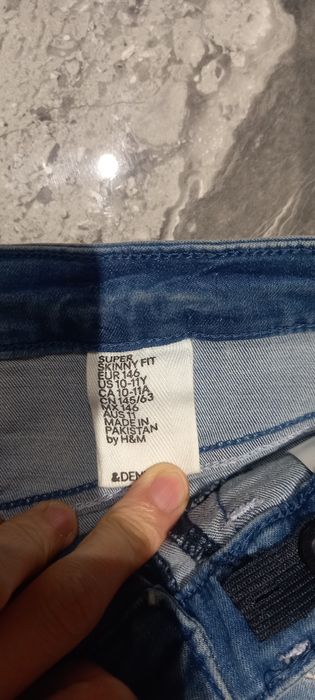 SUPER
SKINNY FIT
EUR 146
US 10-11Y
CA 10-11A
CN 145/63
MX 146
AUS 11
MADE IN
PAKISTAN
by H&M